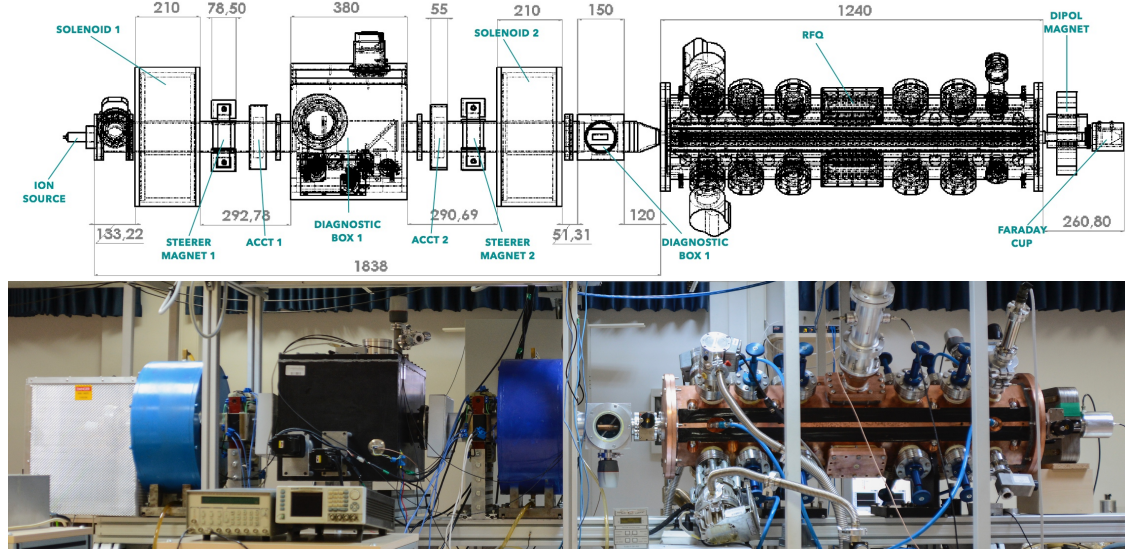 210
78,50
380
55
210
150
1240
DIPOL
MAGNET
SOLENOID 1
SOLENOID 2
RFQ
ION
SOURCE
133,22
292,78
STEERER
MAGNET 1
ACCT 1
DIAGNOSTIC
BOX 1
290,69
ACCT 2
STEERER
MAGNET 2
51,31
120
DIAGNOSTIC
BOX 1
FARADAY
CUP
260,80
1838